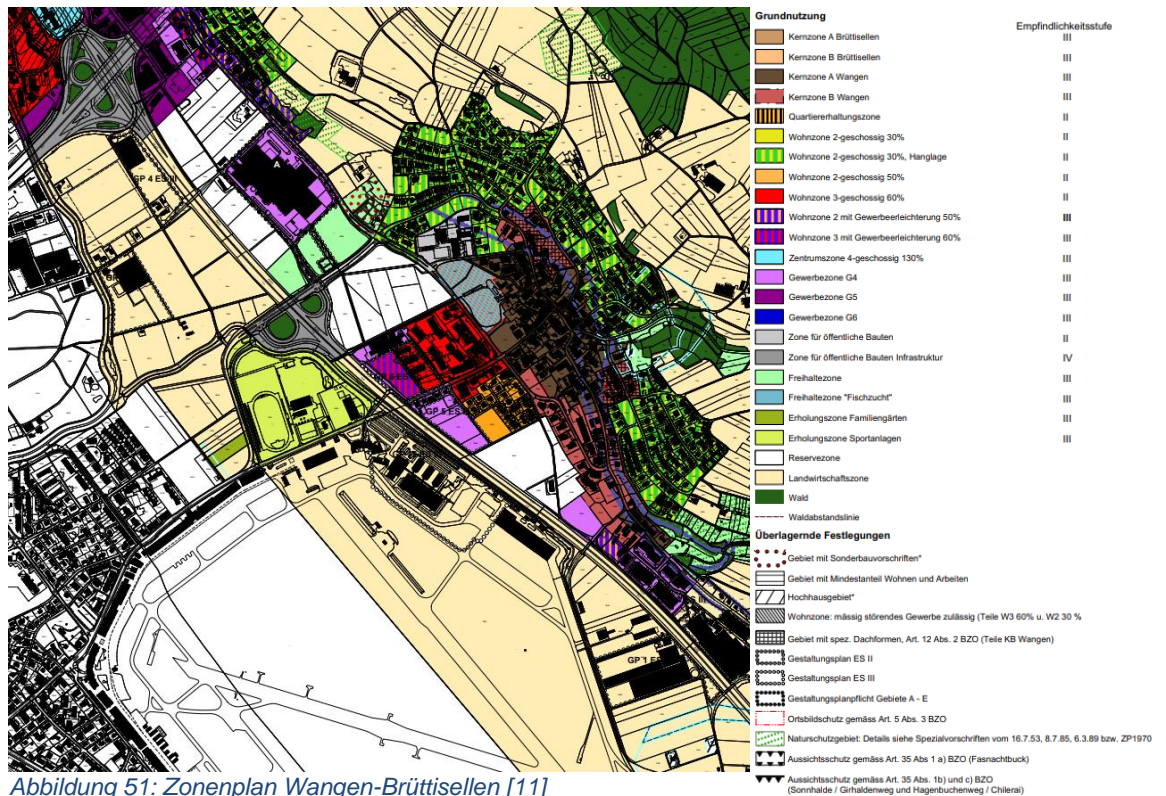 Grundnutzung
Empfindlichkeitsstufe
Kernzone A Brüttisellen III
Kernzone B Brüttisellen III
Kernzone A Wangen III
Kernzone B Wangen III
Quartiererhaltungszone II
Wohnzone 2-geschossig 30% II
Wohnzone 2-geschossig 30%, Hanglage II
Wohnzone 2-geschossig 50% II
Wohnzone 3-geschossig 60% II
Wohnzone 2 mit Gewerbeerleichterung 50% III
Wohnzone 3 mit Gewerbeerleichterung 60% III
Zentrumszone 4-geschossig 130% III
Gewerbezone G4 III
Gewerbezone G5 III
Gewerbezone G6 III
Zone für öffentliche Bauten II
Zone für öffentliche Bauten Infrastruktur IV
Freihaltezone III
Freihaltezone "Fischzucht" III
Erholungszone Familiengärten III
Erholungszone Sportanlagen III
Reservezone
Landwirtschaftszone
Wald
Waldabstandslinie
Überlagernde Festlegungen
Gebiet mit Sonderbauvorschriften*
Gebiet mit Mindestanteil Wohnen und Arbeiten
Hochhausgebiet*
Wohnzone: mässig störendes Gewerbe zulässig (Teile W3 60% u. W2 30 %
Gebiet mit spez. Dachformen, Art. 12 Abs. 2 BZO (Teile KB Wangen)
Gestaltungsplan ES II
Gestaltungsplan ES III
Gestaltungsplanpflicht Gebiete A - E
Ortsbildschutz gemäss Art. 5 Abs. 3 BZO
Naturschutzgebiet: Details siehe Spezialvorschriften vom 16.7.53, 8.7.85, 6.3.89 bzw. ZP1970
Aussichtsschutz gemäss Art. 35 Abs 1 a) BZO (Fasnachtbuck)
Aussichtsschutz gemäss Art. 35 Abs. 1b) und c) BZO
(Sonnhalde / Girhaldenweg und Hagenbuchenweg / Chilerai)
A
GP 4 ES III
GP 5 ES
GP 1 ES
Abbildung 51: Zonenplan Wangen-Brüttisellen [11]